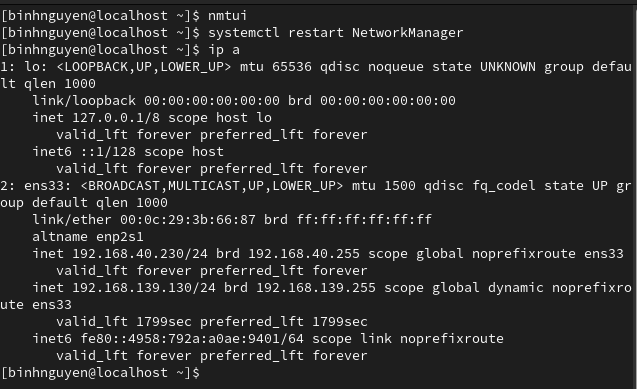 [binhnguyen@localhost ~]$ nmtui
[binhnguyen@localhost ~]$ systemctl restart NetworkManager
[binhnguyen@localhost ~]$ ip a
1: lo: <LOOPBACK,UP,LOWER_UP> mtu 65536 qdisc noqueue state UNKNOWN group defau
lt qlen 1000
    link/loopback 00:00:00:00:00:00 brd 00:00:00:00:00:00
    inet 127.0.0.1/8 scope host lo
       valid_lft forever preferred_lft forever
    inet6 ::1/128 scope host
       valid_lft forever preferred_lft forever
2: ens33: <BROADCAST,MULTICAST,UP,LOWER_UP> mtu 1500 qdisc fq_codel state UP gr
oup default qlen 1000
    link/ether 00:0c:29:3b:66:87 brd ff:ff:ff:ff:ff:ff
    altname enp2s1
    inet 192.168.40.230/24 brd 192.168.40.255 scope global noprefixroute ens33
       valid_lft forever preferred_lft forever
    inet 192.168.139.130/24 brd 192.168.139.255 scope global dynamic noprefixro
ute ens33
       valid_lft 1799sec preferred_lft 1799sec
    inet6 fe80::4958:792a:a0ae:9401/64 scope link noprefixroute
       valid_lft forever preferred_lft forever
[binhnguyen@localhost ~]$